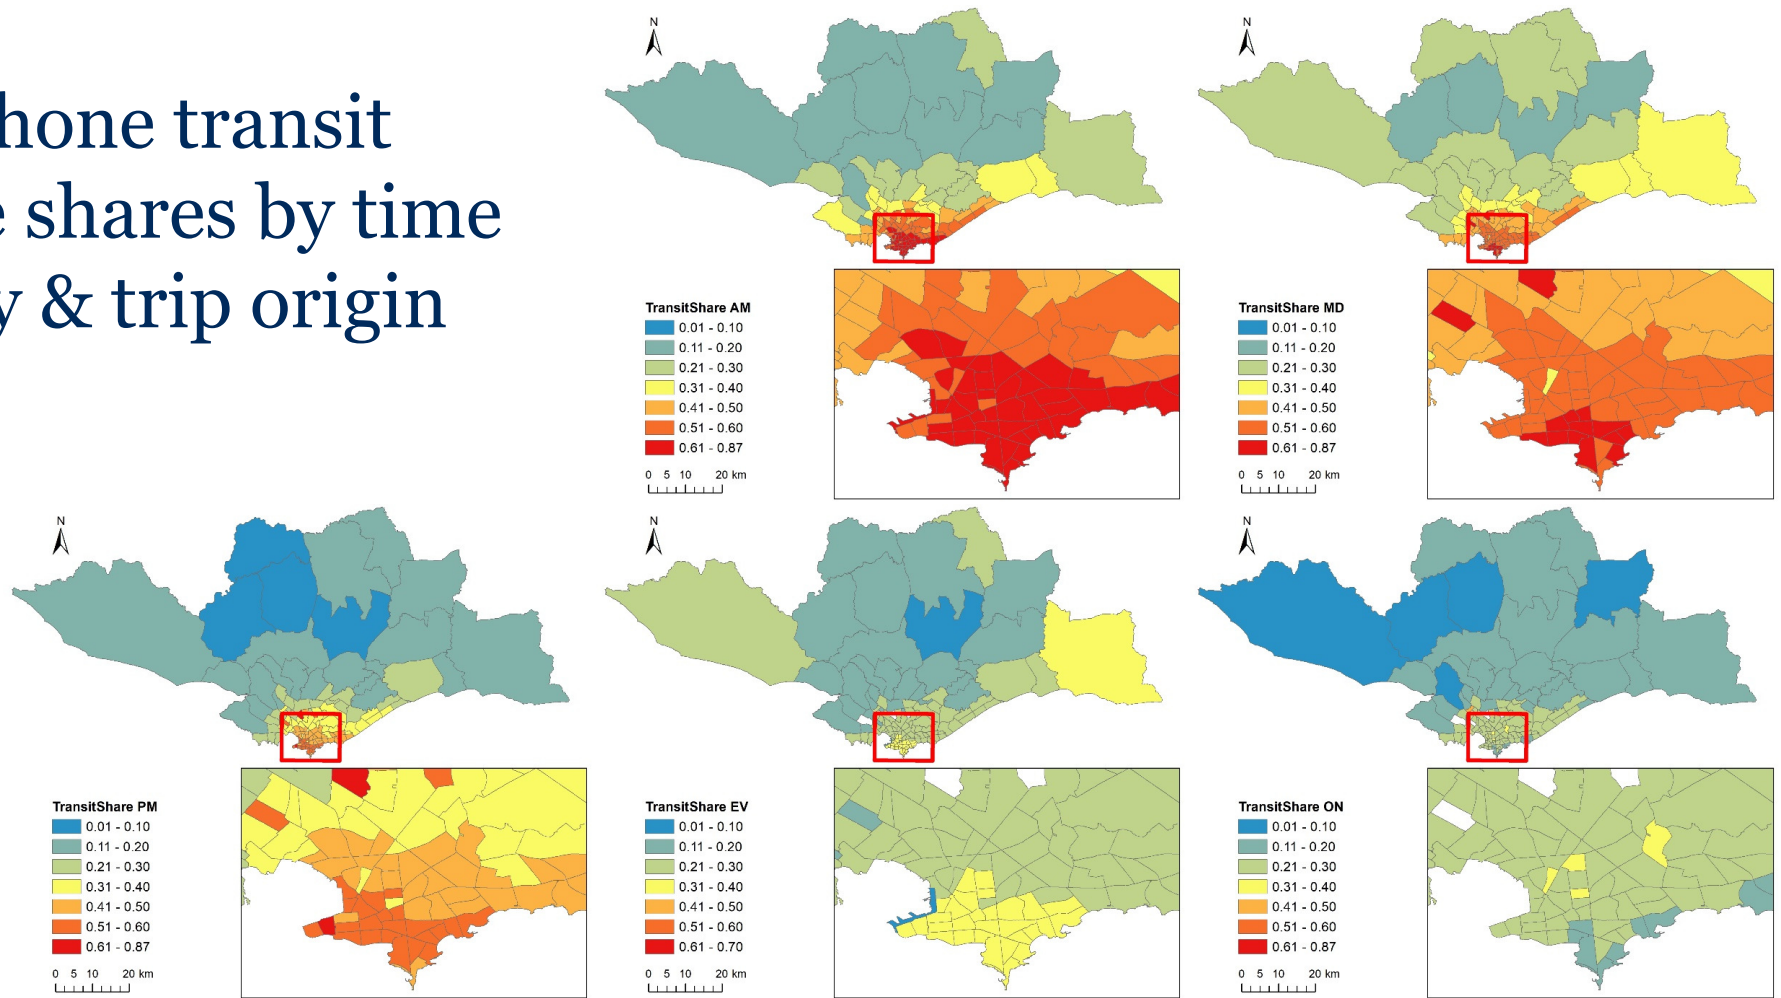 hone transit
e shares by time
y & trip origin
N
TransitShare AM
0.01 - 0.10
0.11 - 0.20
0.21 - 0.30
0.31 - 0.40
0.41 - 0.50
0.51 - 0.60
0.61 - 0.87
0 5 10 20 km
N
TransitShare MD
0.01 - 0.10
0.11 - 0.20
0.21 - 0.30
0.31 - 0.40
0.41 - 0.50
0.51 - 0.60
0.61 - 0.87
0 5 10 20 km
N
TransitShare PM
0.01 - 0.10
0.11 - 0.20
0.21 - 0.30
0.31 - 0.40
0.41 - 0.50
0.51 - 0.60
0.61 - 0.87
0 5 10 20 km
N
TransitShare EV
0.01 - 0.10
0.11 - 0.20
0.21 - 0.30
0.31 - 0.40
0.41 - 0.50
0.51 - 0.60
0.61 - 0.70
0 5 10 20 km
N
TransitShare ON
0.01 - 0.10
0.11 - 0.20
0.21 - 0.30
0.31 - 0.40
0.41 - 0.50
0.51 - 0.60
0.61 - 0.87
0 5 10 20 km